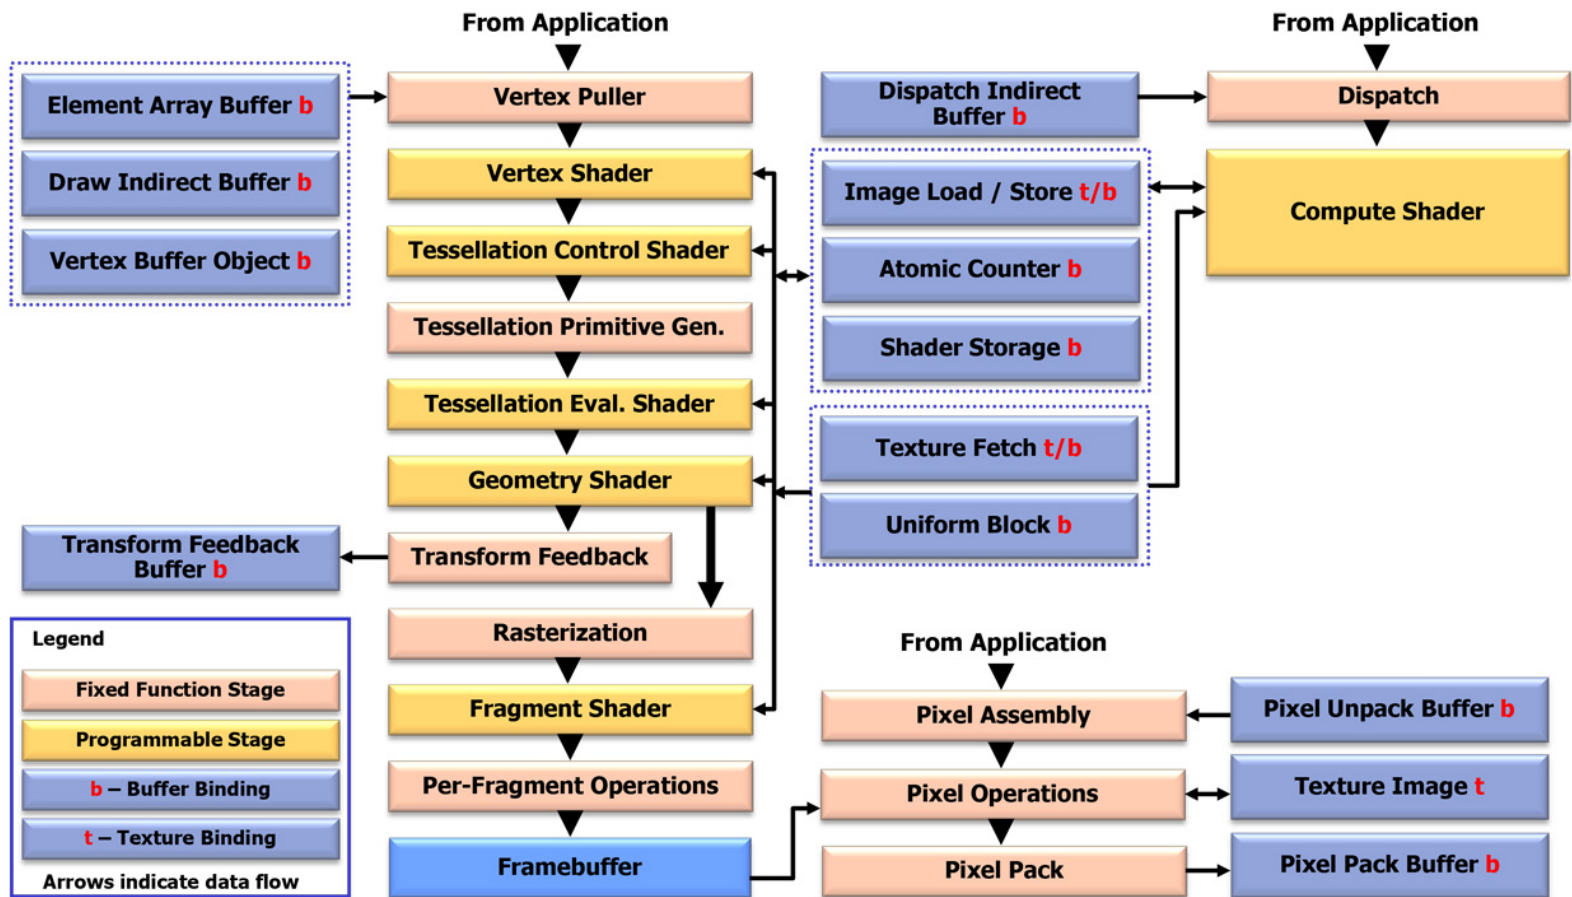 From Application
Element Array Buffer b
Draw Indirect Buffer b
Vertex Buffer Object b
Vertex Puller
Vertex Shader
Tessellation Control Shader
Tessellation Primitive Gen.
Tessellation Eval. Shader
Geometry Shader
Transform Feedback
Transform Feedback
Buffer b
Rasterization
Fragment Shader
Per-Fragment Operations
Framebuffer
Legend
Fixed Function Stage
Programmable Stage
b – Buffer Binding
t – Texture Binding
Arrows indicate data flow
From Application
Dispatch Indirect
Buffer b
Dispatch
Image Load / Store t/b
Atomic Counter b
Shader Storage b
Compute Shader
Texture Fetch t/b
Uniform Block b
From Application
Pixel Assembly
Pixel Unpack Buffer b
Pixel Operations
Texture Image t
Pixel Pack
Pixel Pack Buffer b